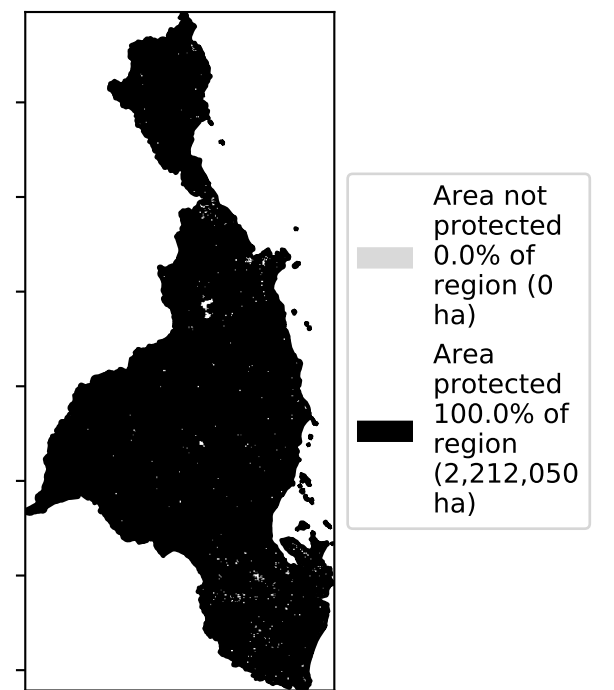 Area not
protected
0.0% of
region (0
ha)
Area
protected
100.0% of
region
(2,212,050
ha)